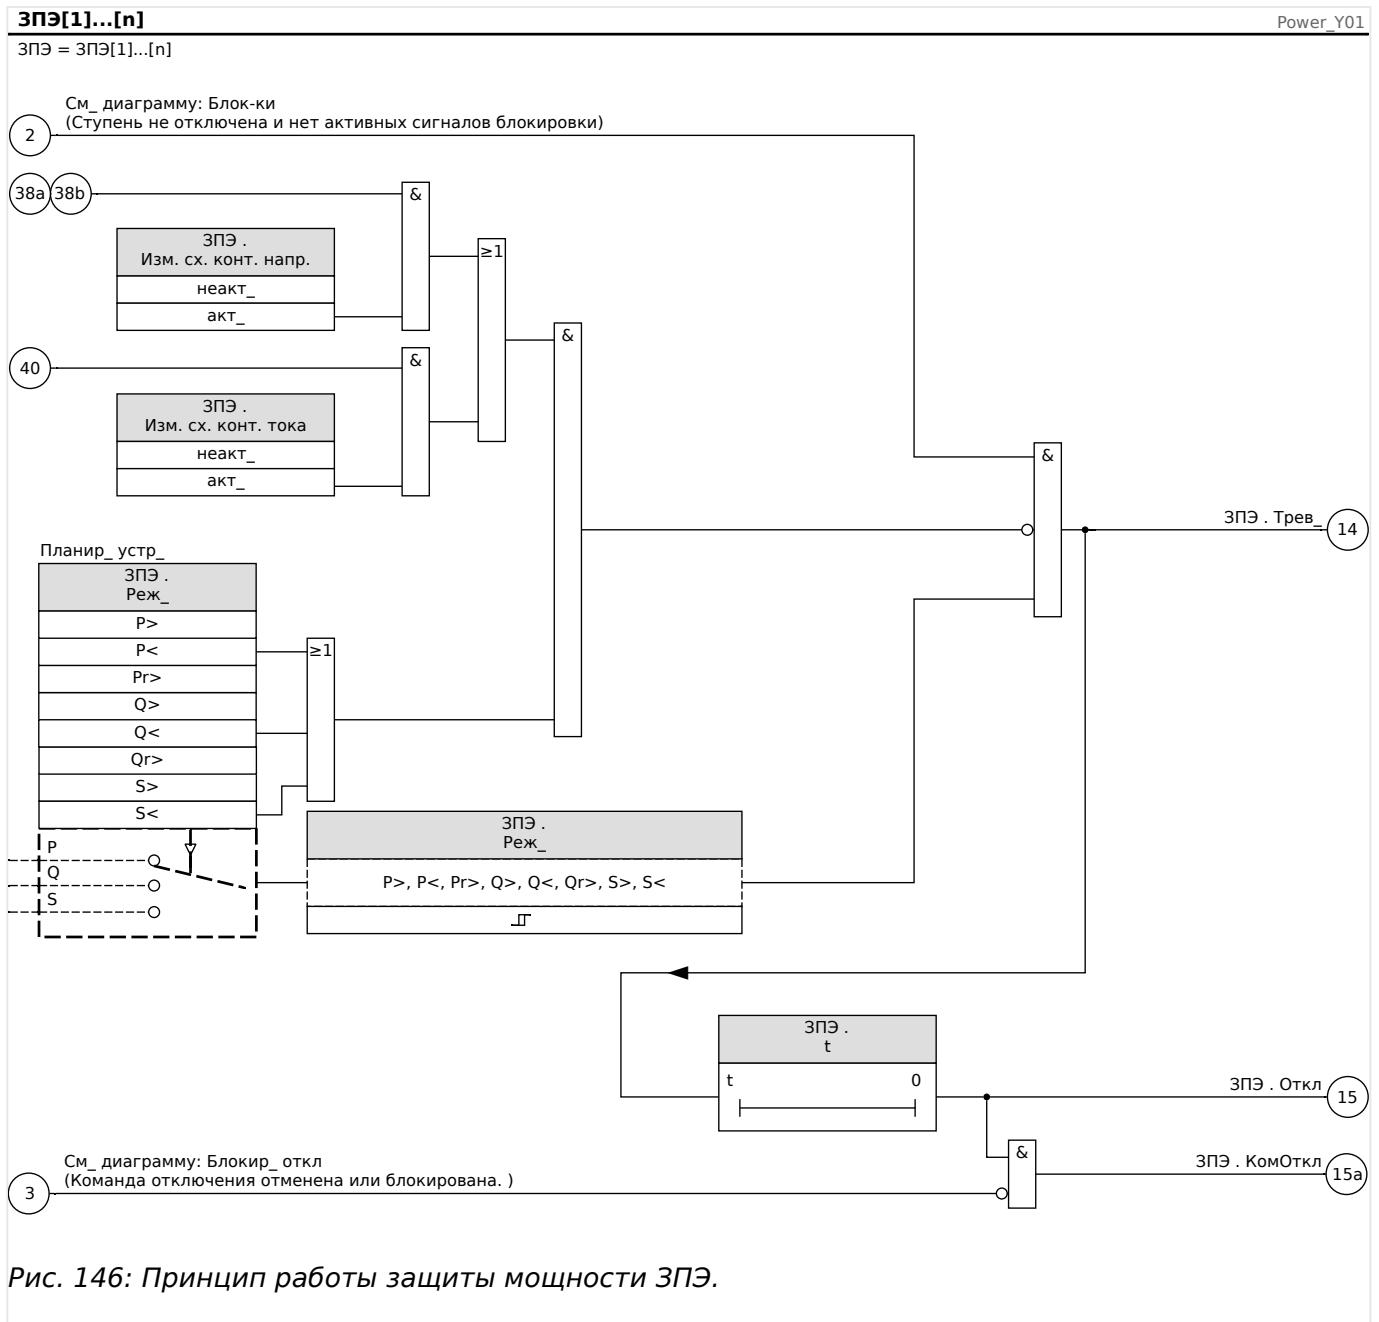 ЗПЭ[1]...[n]
Power_Y01
ЗПЭ = ЗПЭ[1]...[n]
См_ диаграмму: Блок-ки
(Ступень не отключена и нет активных сигналов блокировки)
2
38a 38b
&
ЗПЭ .
Изм. сх. конт. напр.
неакт_
акт_
≥1
&
40
&
ЗПЭ .
Изм. сх. конт. тока
неакт_
акт_
&
ЗПЭ . Трев_
14
Планир_ устр_
ЗПЭ .
Реж_
P>
P<
Pr>
Q>
Q<
Qr>
S>
S<
≥1
P
Q
S
ЗПЭ .
Реж_
P>, P<, Pr>, Q>, Q<, Qr>, S>, S<
ЗПЭ .
t
t 0
ЗПЭ . Откл
15
&
ЗПЭ . КомОткл
15a
См_ диаграмму: Блокир_ откл
(Команда отключения отменена или блокирована. )
3
Рис. 146: Принцип работы защиты мощности ЗПЭ.